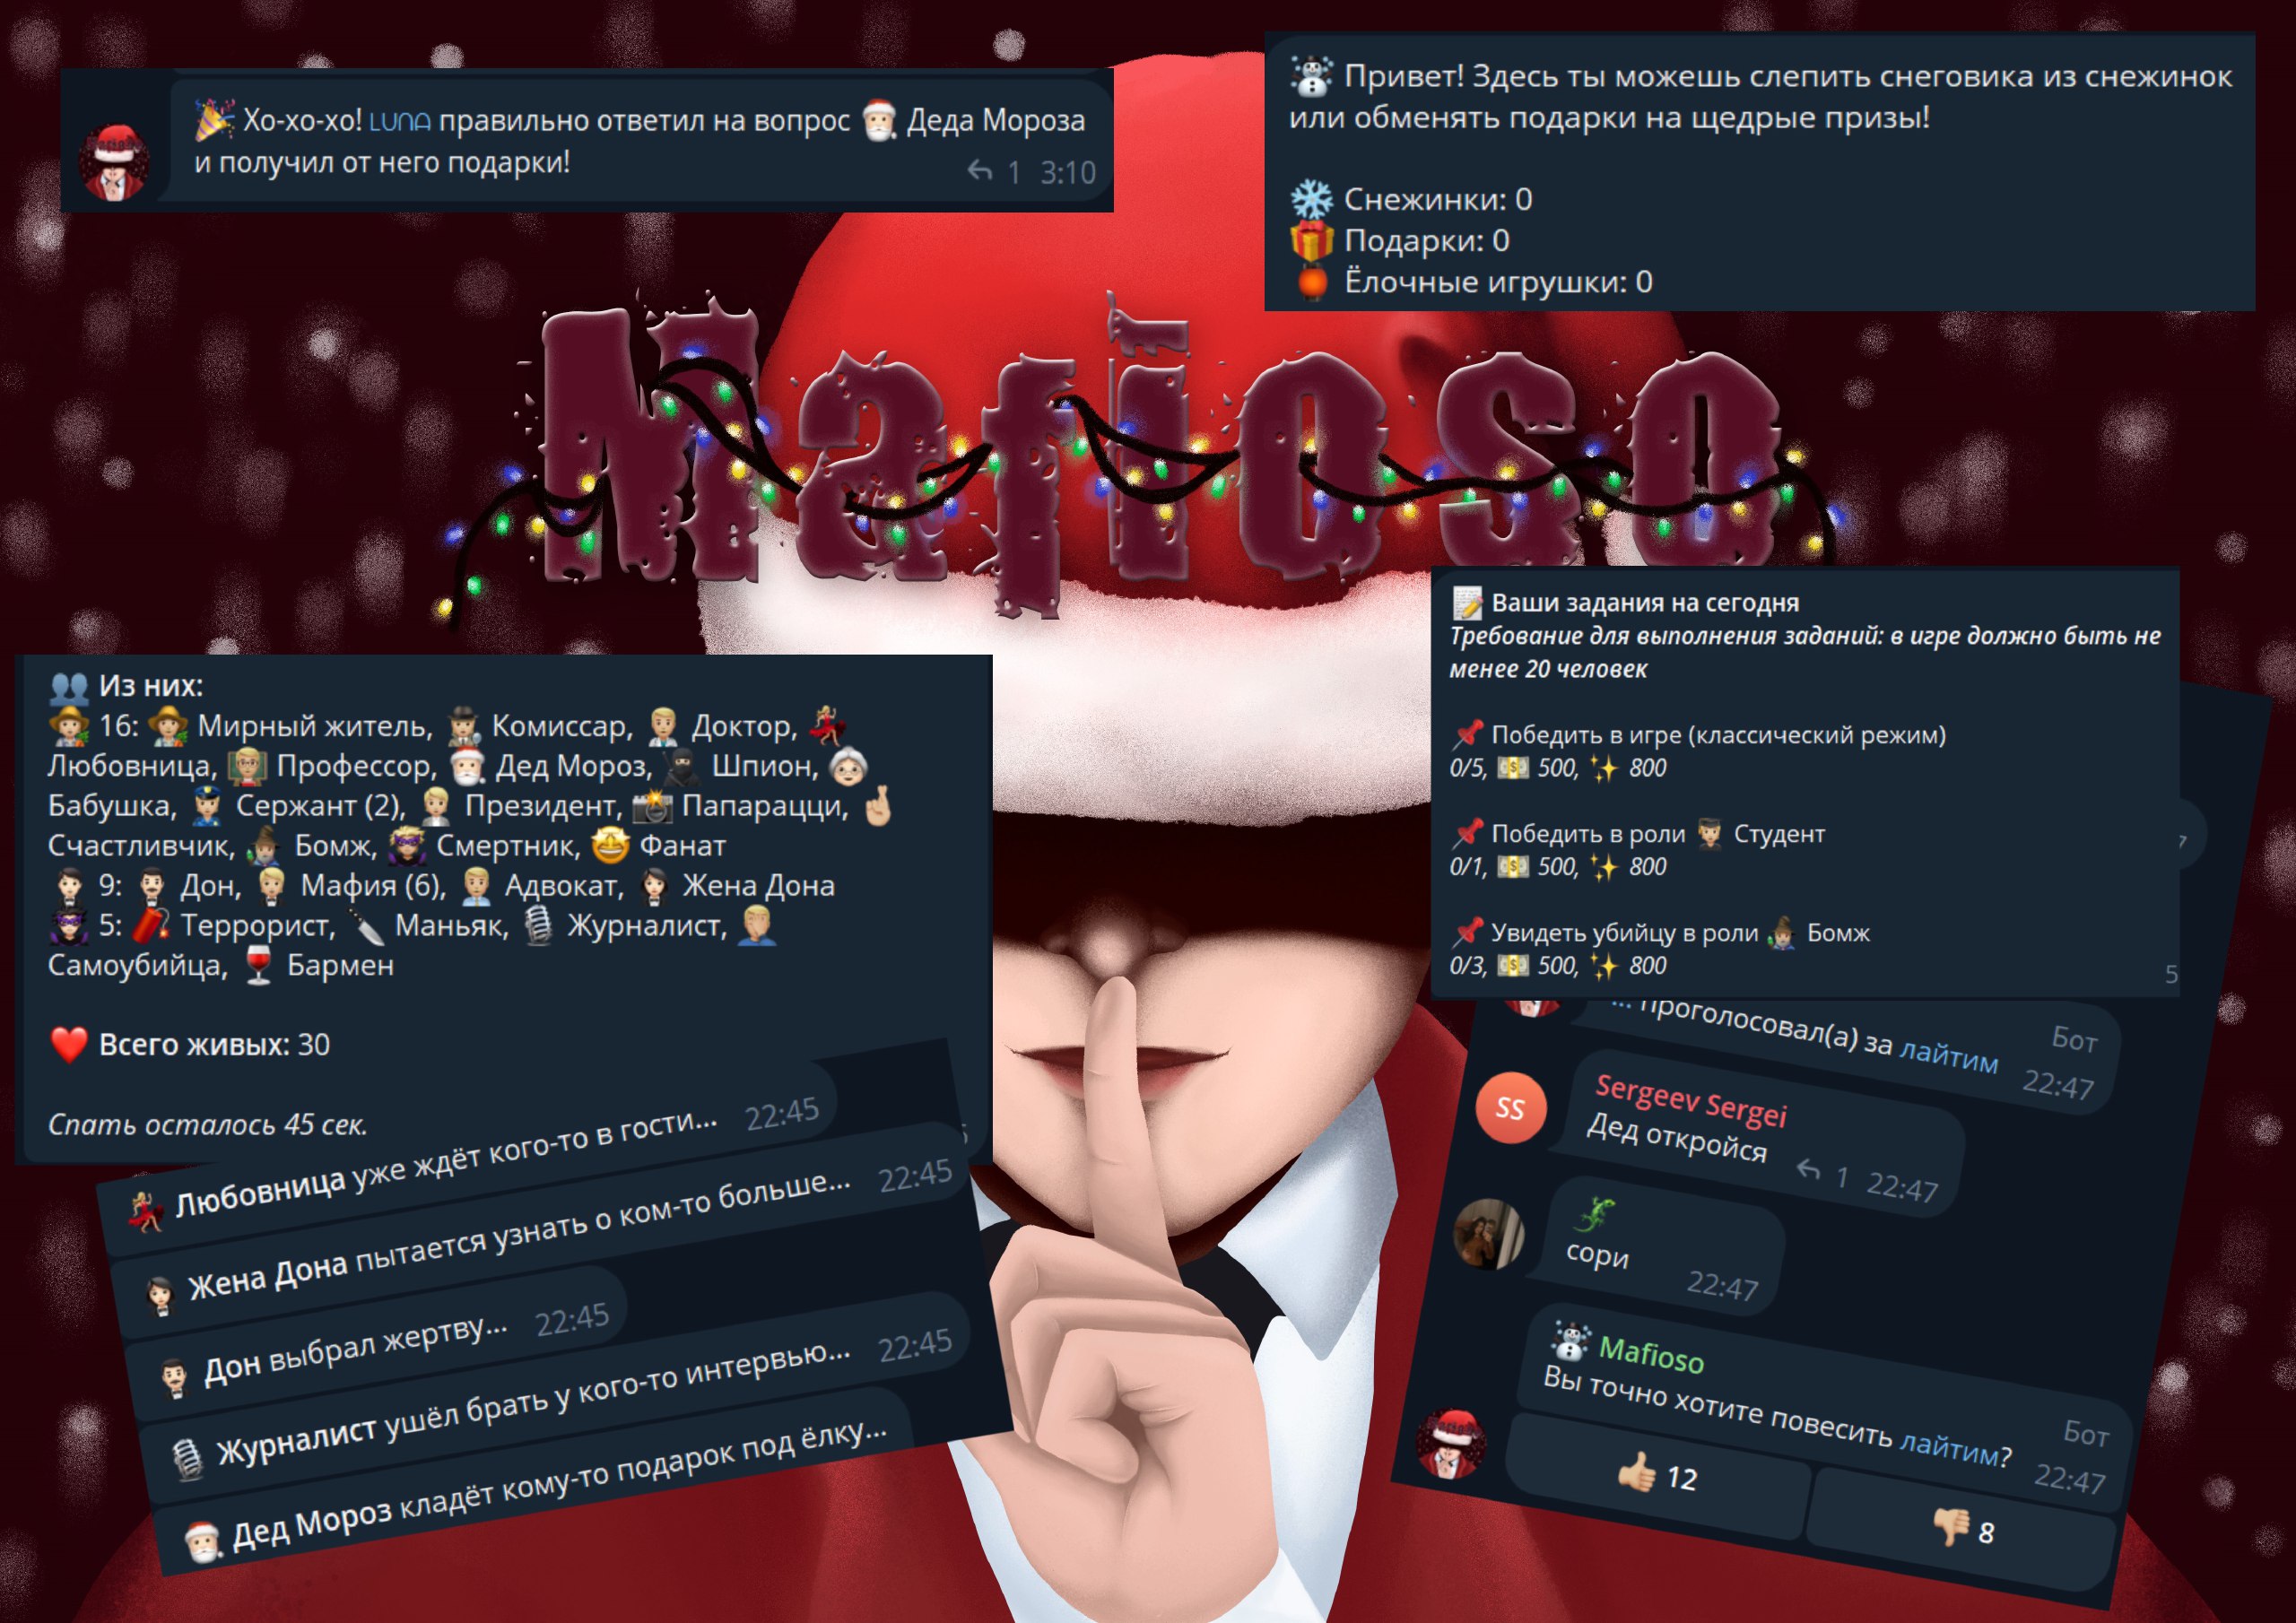 🎉 Хо-хо-хо! LUNA правильно ответил на вопрос 🎅 Деда Мороза
и получил от него подарки!
1 3:10
☃️ Привет! Здесь ты можешь слепить снеговика из снежинок
или обменять подарки на щедрые призы!
❄️ Снежинки: 0
🎁 Подарки: 0
🏮 Ёлочные игрушки: 0
Mafioso
👥 Из них:
👨🏼‍🌾 16: 👨🏼‍🌾 Мирный житель, 🕵🏼 Комиссар, 👨🏼‍⚕️ Доктор, 💃🏼
Любовница, 👨🏼‍🏫 Профессор, 🎅🏼 Дед Мороз, 🥷 Шпион, 👵🏼
Бабушка, 👮🏼 Сержант (2), 🤵🏼 Президент, 📸 Папарацци, 🤞🏼
Счастливчик, 🧙🏼 Бомж, 🦹🏼 Смертник, 🤩 Фанат
🤵🏻 9: 🤵🏻 Дон, 🤵🏼 Мафия (6), 👨🏼‍💼 Адвокат, 🤵🏻‍♀️ Жена Дона
🦹🏻 5: 🧨 Террорист, 🔪 Маньяк, 🎙 Журналист, 🤦🏼
Самоубийца, 🍷 Бармен
❤️ Всего живых: 30
Спать осталось 45 сек.
💃🏼 Любовница уже ждёт кого-то в гости... 22:45
🤵🏻‍♀️ Жена Дона пытается узнать о ком-то больше... 22:45
🤵🏻 Дон выбрал жертву... 22:45
🎙 Журналист ушёл брать у кого-то интервью... 22:45
🎅🏼 Дед Мороз кладёт кому-то подарок под ёлку...
📝 Ваши задания на сегодня
Требование для выполнения заданий: в игре должно быть не
менее 20 человек
📌 Победить в игре (классический режим)
0/5, 💵 500, ✨ 800
📌 Победить в роли 👨🏼‍🎓 Студент
0/1, 💵 500, ✨ 800
📌 Увидеть убийцу в роли 🧙🏼 Бомж
0/3, 💵 500, ✨ 800
5
Бот
... проголосовал(а) за лайтим 22:47
SS
Sergeev Sergei
Дед откройся 1 22:47
🦎
сори 22:47
☃️ Mafioso Бот
Вы точно хотите повесить лайтим? 22:47
👍🏼 12
👎🏼 8